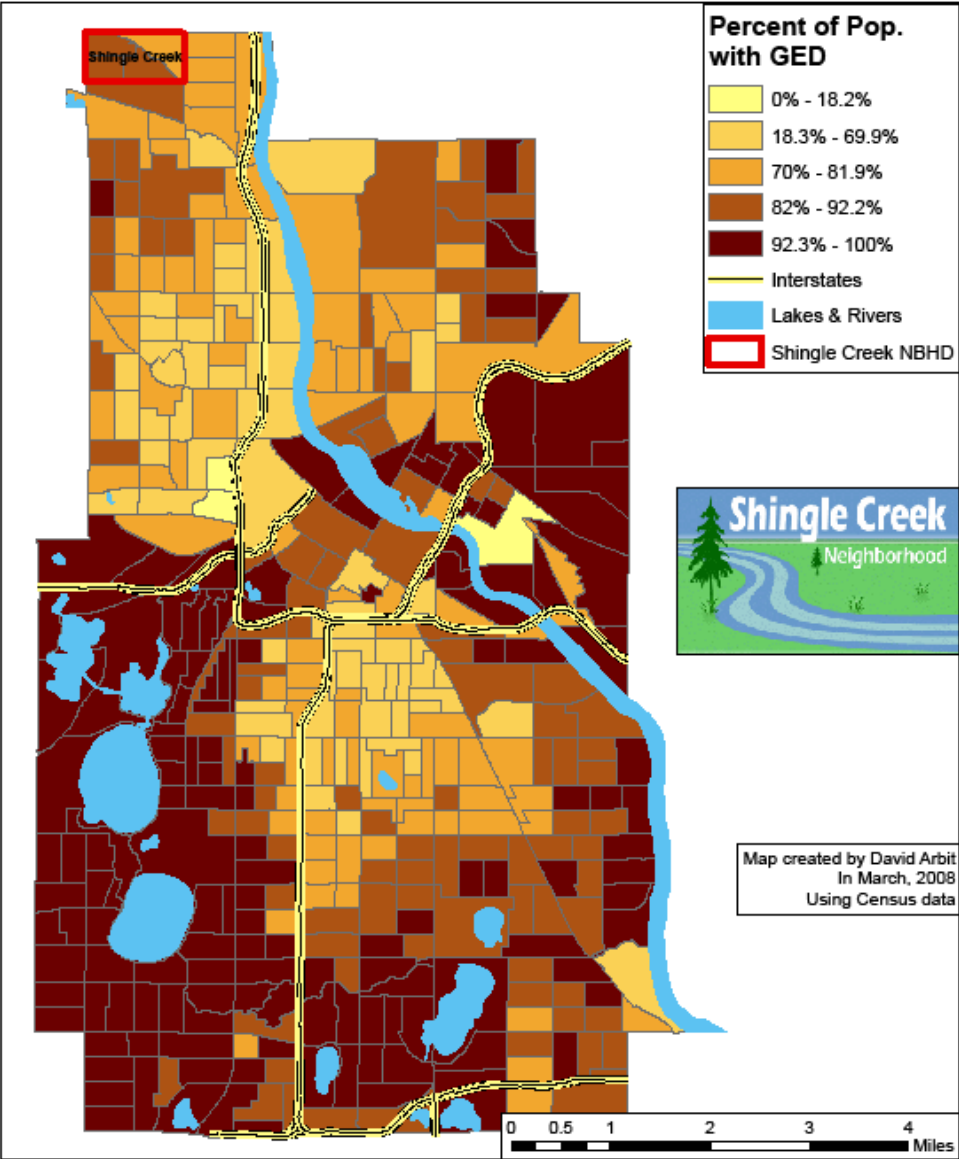 Shingle Creek
Percent of Pop.
with GED
0% - 18.2%
18.3% - 69.9%
70% - 81.9%
82% - 92.2%
92.3% - 100%
Interstates
Lakes & Rivers
Shingle Creek NBHD
Shingle Creek
Neighborhood
Map created by David Arbit
In March, 2008
Using Census data
0 0.5 1 2 3 4
Miles